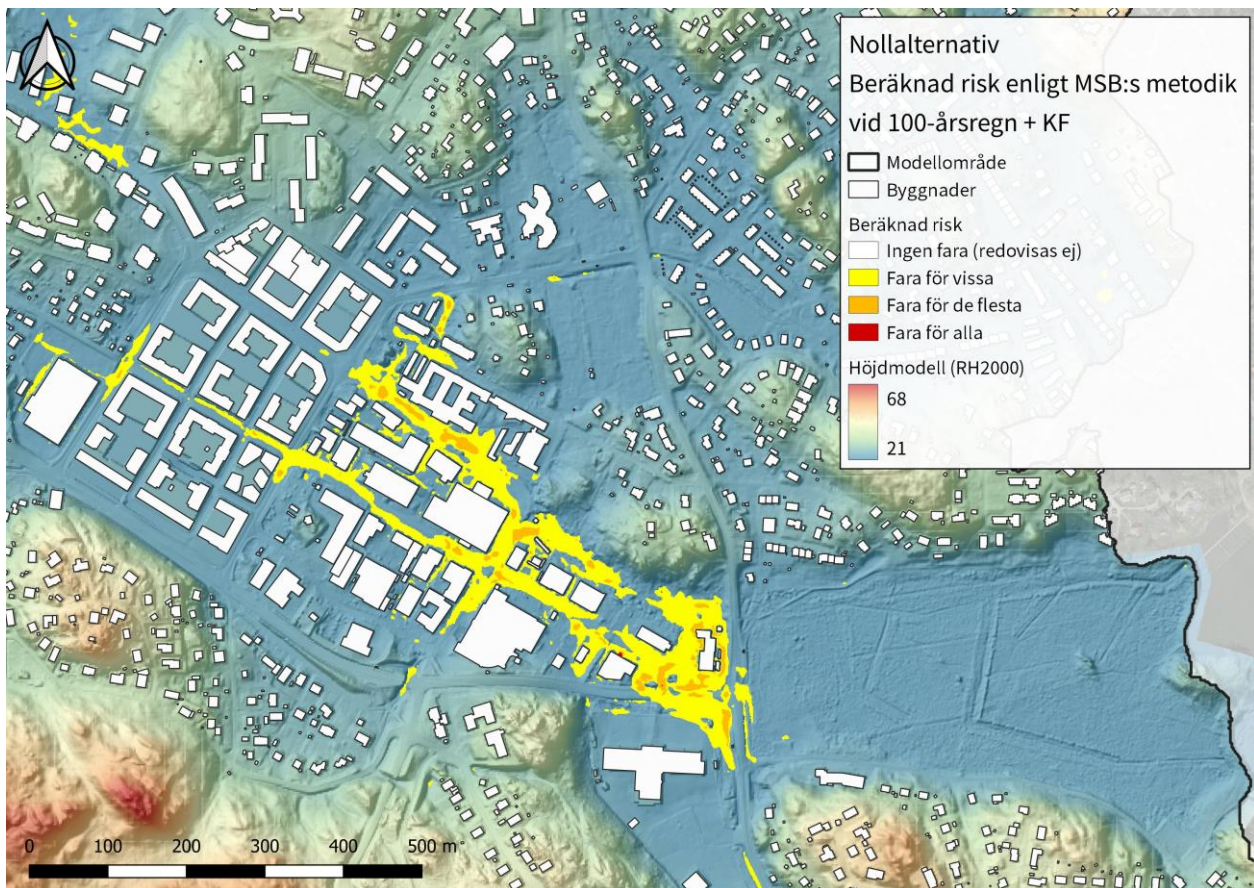 Nollalternativ
Beräknad risk enligt MSB:s metodik
vid 100-årsregn + KF
Modellområde
Byggnader
Beräknad risk
Ingen fara (redovisas ej)
Fara för vissa
Fara för de flesta
Fara för alla
Höjdmodell (RH2000)
68
21
0 100 200 300 400 500 m